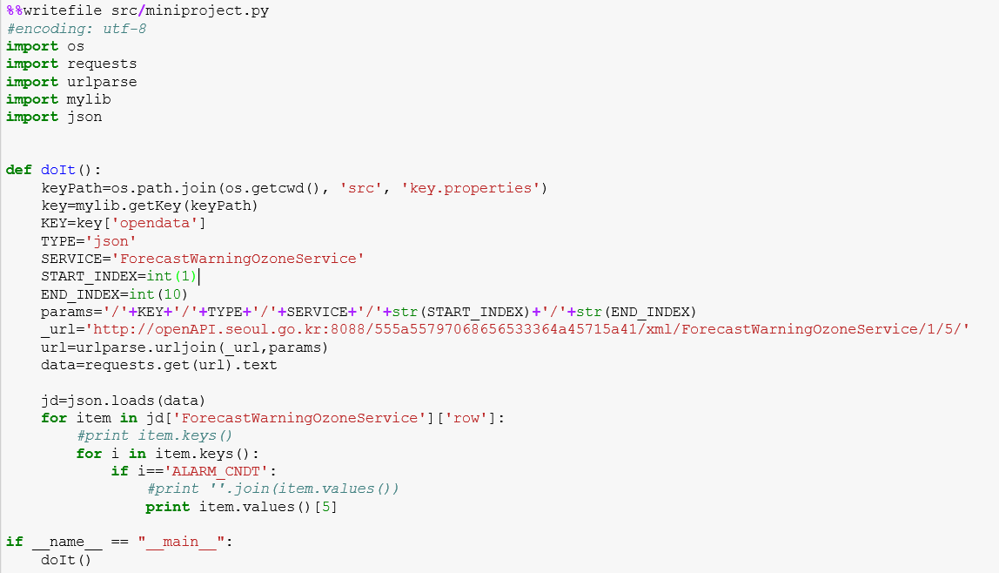 %%writefile src/miniproject.py
#encoding: utf-8
import os
import requests
import urlparse
import mylib
import json
def doIt():
    keyPath=os.path.join(os.getcwd(), 'src', 'key.properties')
    key=mylib.getKey(keyPath)
    KEY=key['opendata']
    TYPE='json'
    SERVICE='ForecastWarningOzoneService'
    START_INDEX=int(1)
    END_INDEX=int(10)
    params='/'+KEY+'/'+TYPE+'/'+SERVICE+'/'+str(START_INDEX)+'/'+str(END_INDEX)
    _url='http://openAPI.seoul.go.kr:8088/555a55797068656533364a45715a41/xml/ForecastWarningOzoneService/1/5/'
    url=urlparse.urljoin(_url,params)
    data=requests.get(url).text
    jd=json.loads(data)
    for item in jd['ForecastWarningOzoneService']['row']:
        #print item.keys()
        for i in item.keys():
            if i=='ALARM_CNDT':
                #print ''.join(item.values())
                print item.values()[5]
if __name__ == "__main__":
    doIt()